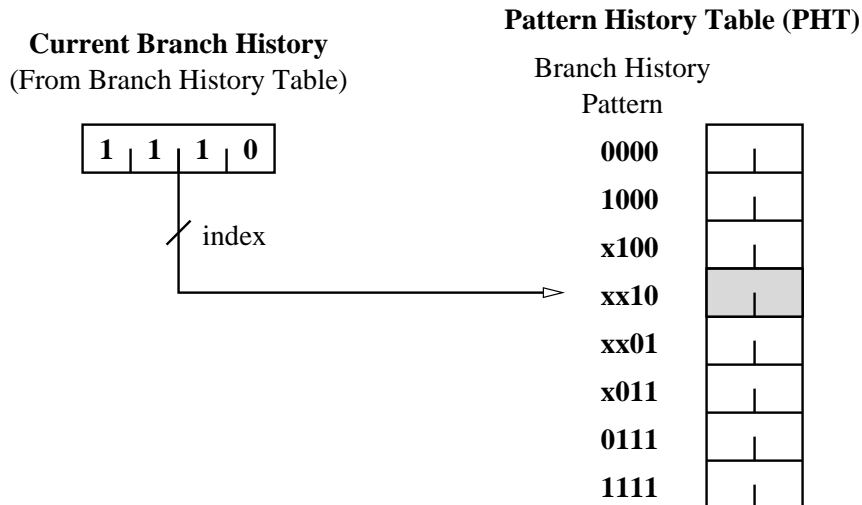 Current Branch History
(From Branch History Table)
1 1 1 0
index
Pattern History Table (PHT)
Branch History
Pattern
0000
1000
x100
xx10
xx01
x011
0111
1111